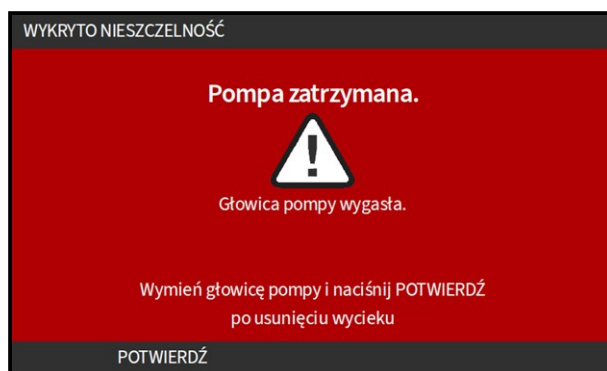 WYKRYTO NIESZCZELNOŚĆ
Pompa zatrzymana.
Głowica pompy wygasła.
Wymień głowicę pompy i naciśnij POTWIERDŹ
po usunięciu wycieku
POTWIERDŹ